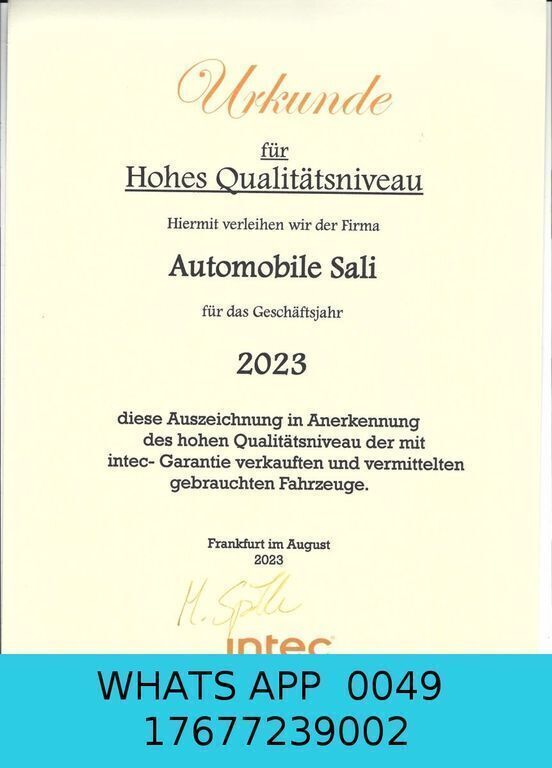 Urkunde
für
Hohes Qualitätsniveau
Hiermit verleihen wir der Firma
Automobile Sali
für das Geschäftsjahr
2023
diese Auszeichnung in Anerkennung
des hohen Qualitätsniveau der mit
intec- Garantie verkauften und vermittelten
gebrauchten Fahrzeuge.
Frankfurt im August
2023
intec
WHATS APP 0049
17677239002